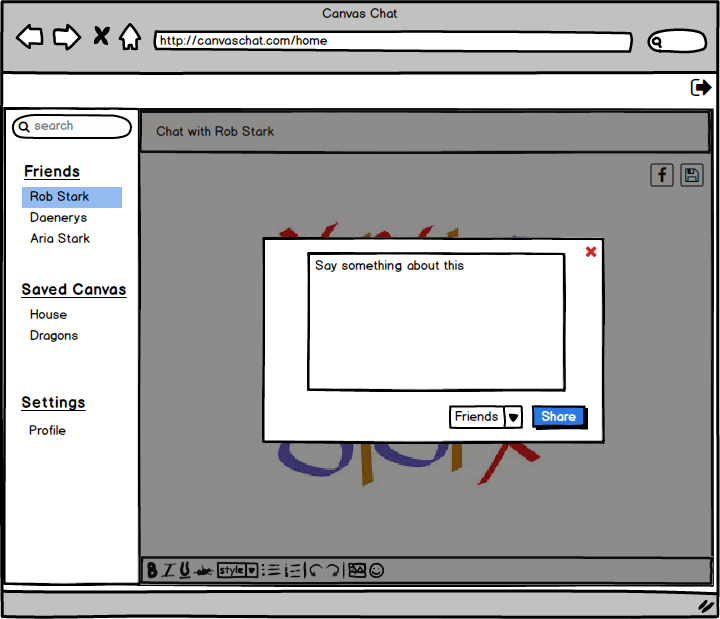 Canvas Chat
http://canvaschat.com/home
search
Friends
Rob Stark
Daenerys
Aria Stark
Saved Canvas
House
Dragons
Settings
Profile
Chat with Rob Stark
f
Say something about this
Friends
Share
B I U abc style